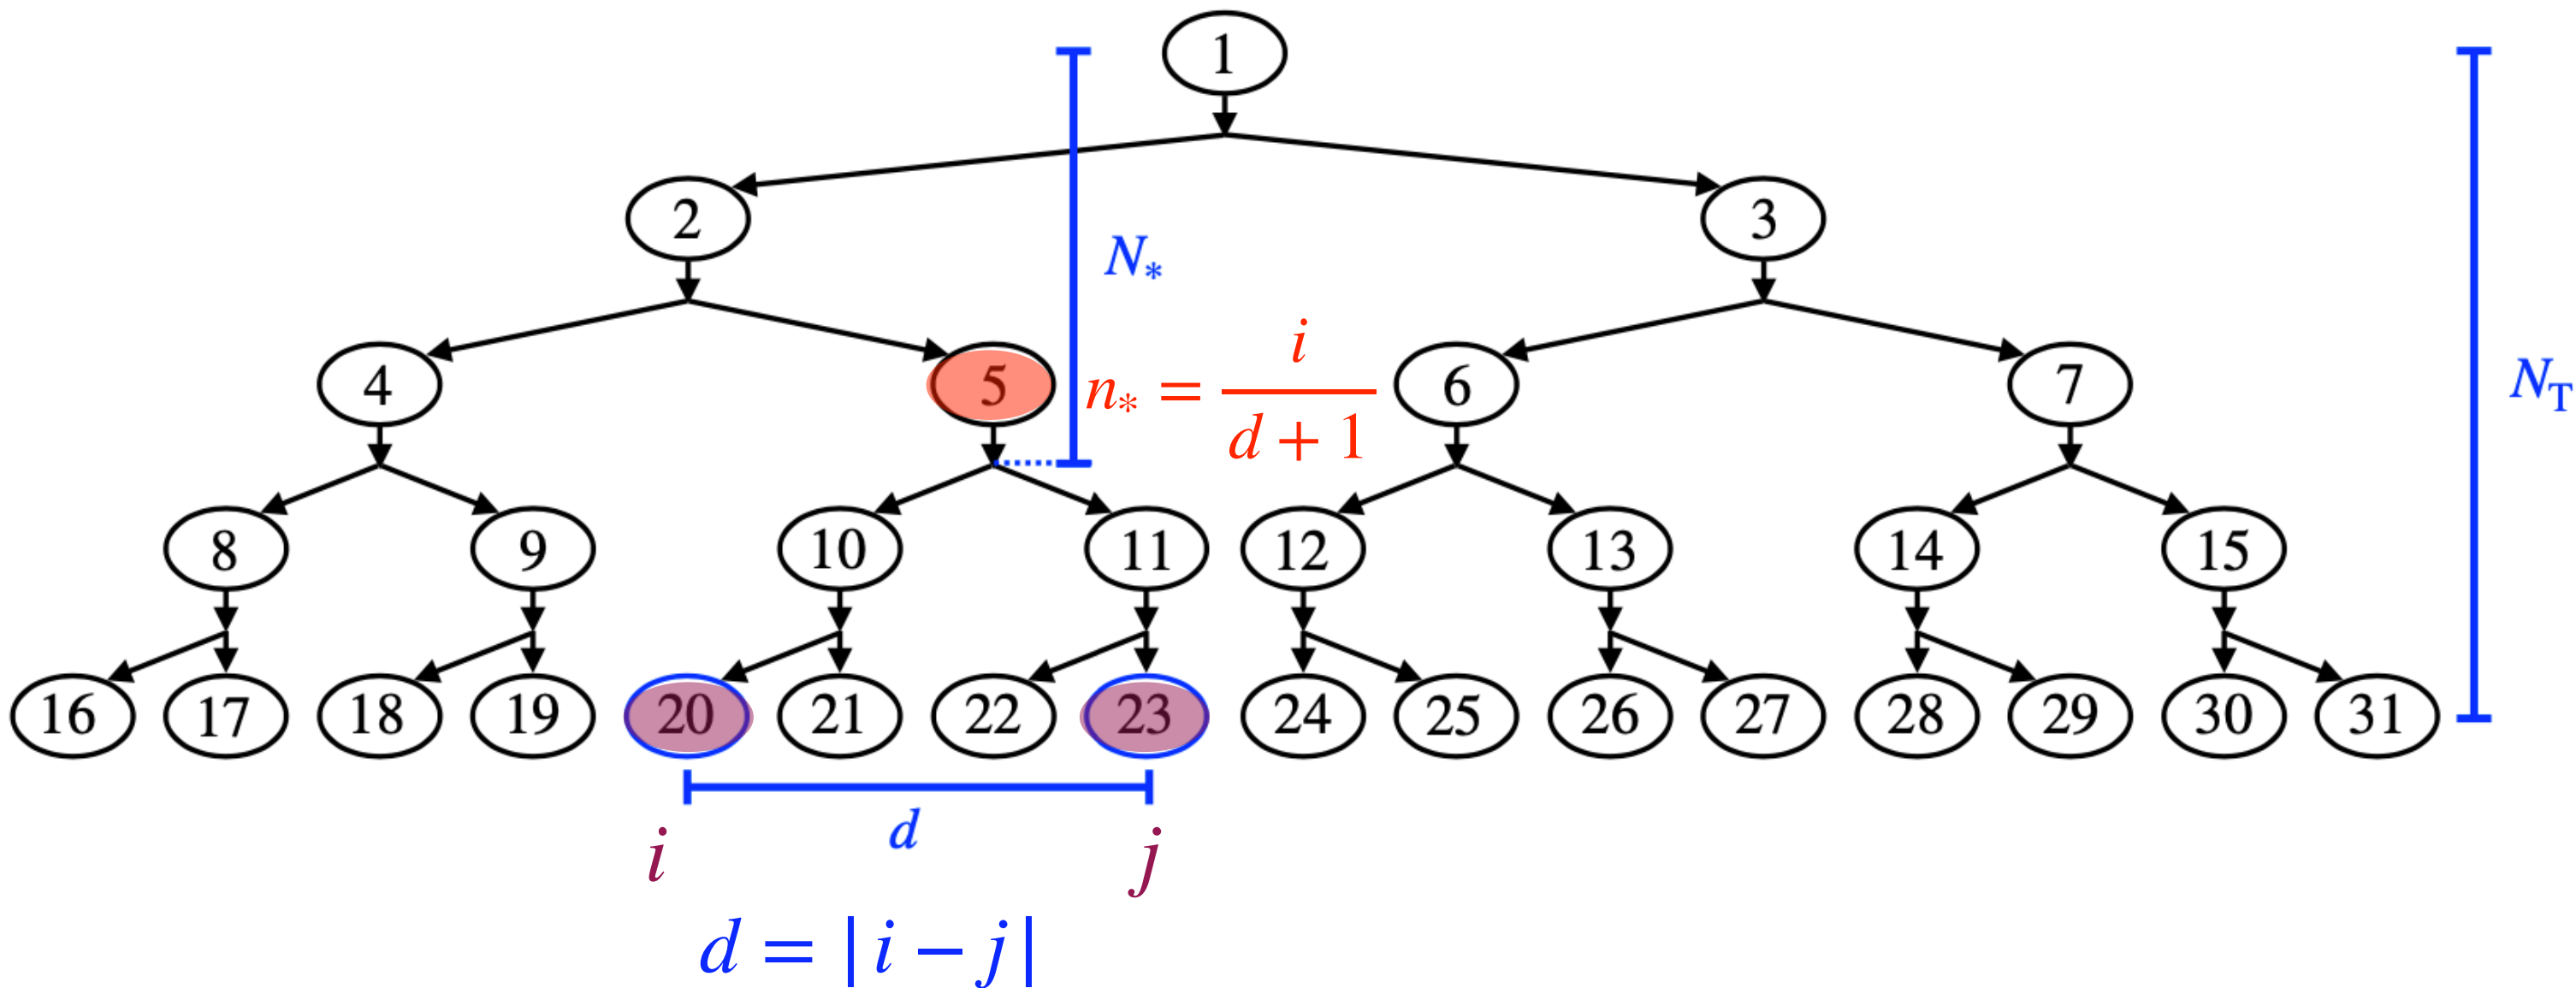 1
2 3
N*
4 5 6 7
n* = i / (d + 1)
N_T
8 9 10 11 12 13 14 15
16 17 18 19 20 21 22 23 24 25 26 27 28 29 30 31
d
i j
d = |i − j|